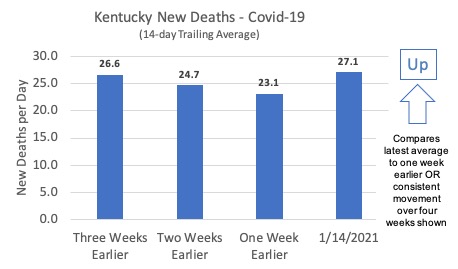 Kentucky New Deaths - Covid-19
(14-day Trailing Average)
30.0
25.0
20.0
15.0
10.0
5.0
0.0
New Deaths per Day
26.6
24.7
23.1
27.1
Three Weeks
Earlier
Two Weeks
Earlier
One Week
Earlier
1/14/2021
Up
Compares
latest average
to one week
earlier OR
consistent
movement
over four
weeks shown